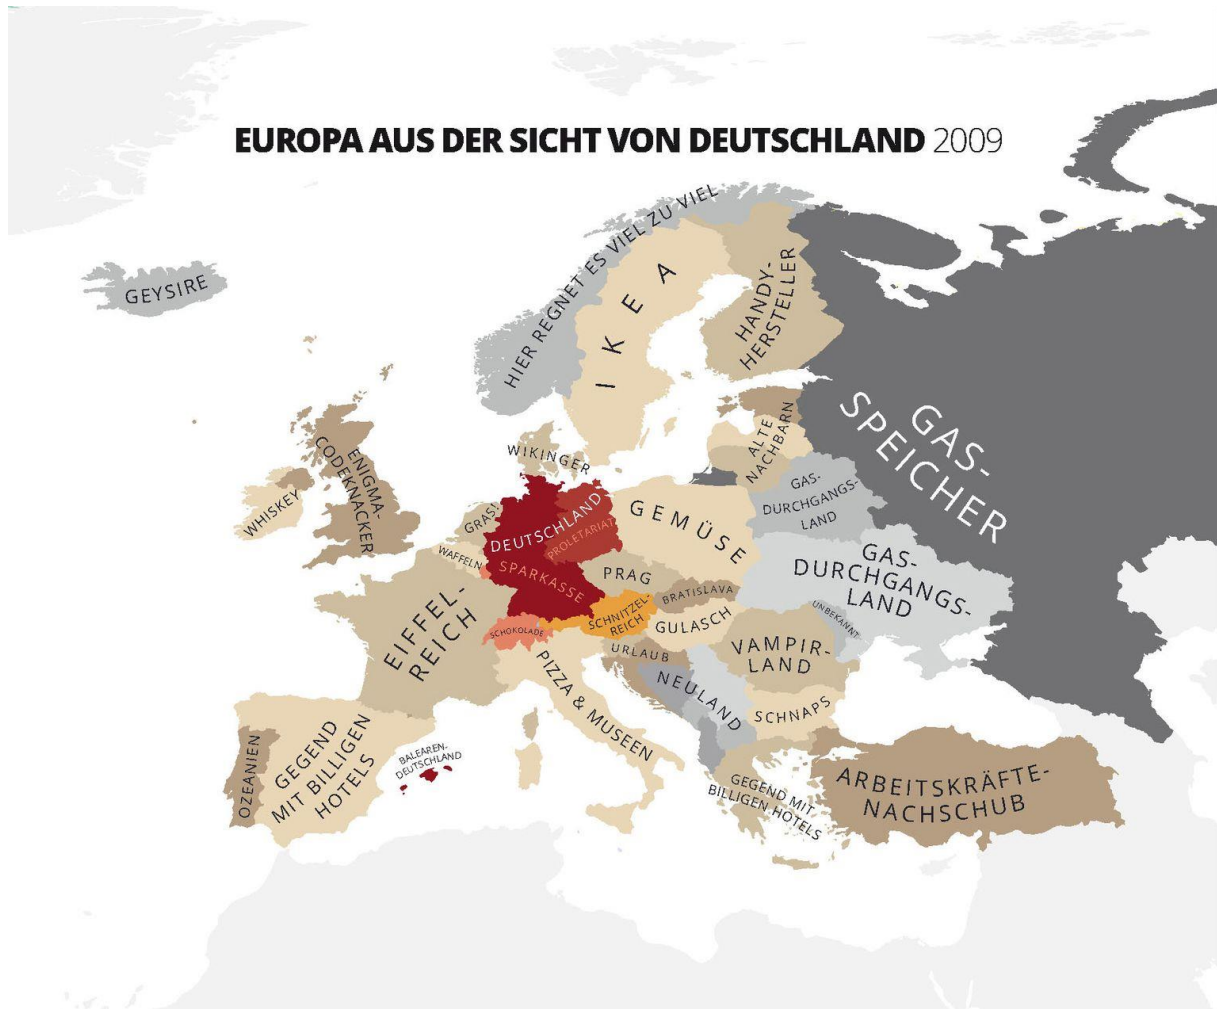 EUROPA AUS DER SICHT VON DEUTSCHLAND 2009
HIER REGNET ES VIEL ZU VIEL
GEYSIRE
IKEA
HANDY-
HERSTELLER
GAS-
SPEICHER
ALTE
NACHBARN
WIKINGER
ENIGMA-
CODEKNACKER
WHISKEY
GRAS!
DEUTSCHLAND
PROLETARIAT
SPARKASSE
GEMÜSE
GAS-
DURCHGANGS-
LAND
GAS-
DURCHGANGS-
LAND
WAFFELN
PRAG
BRATISLAVA
UNBEKANNT
EIFFEL-
REICH
SCHOKOLADE
SCHNITZEL-
REICH
GULASCH
URLAUB
VAMPIR-
LAND
PIZZA & MUSEEN
NEULAND
SCHNAPS
OZEANIEN
GEGEND
MIT BILLIGEN
HOTELS
BALEAREN-
DEUTSCHLAND
GEGEND MIT
BILLIGEN HOTELS
ARBEITSKRÄFTE-
NACHSCHUB